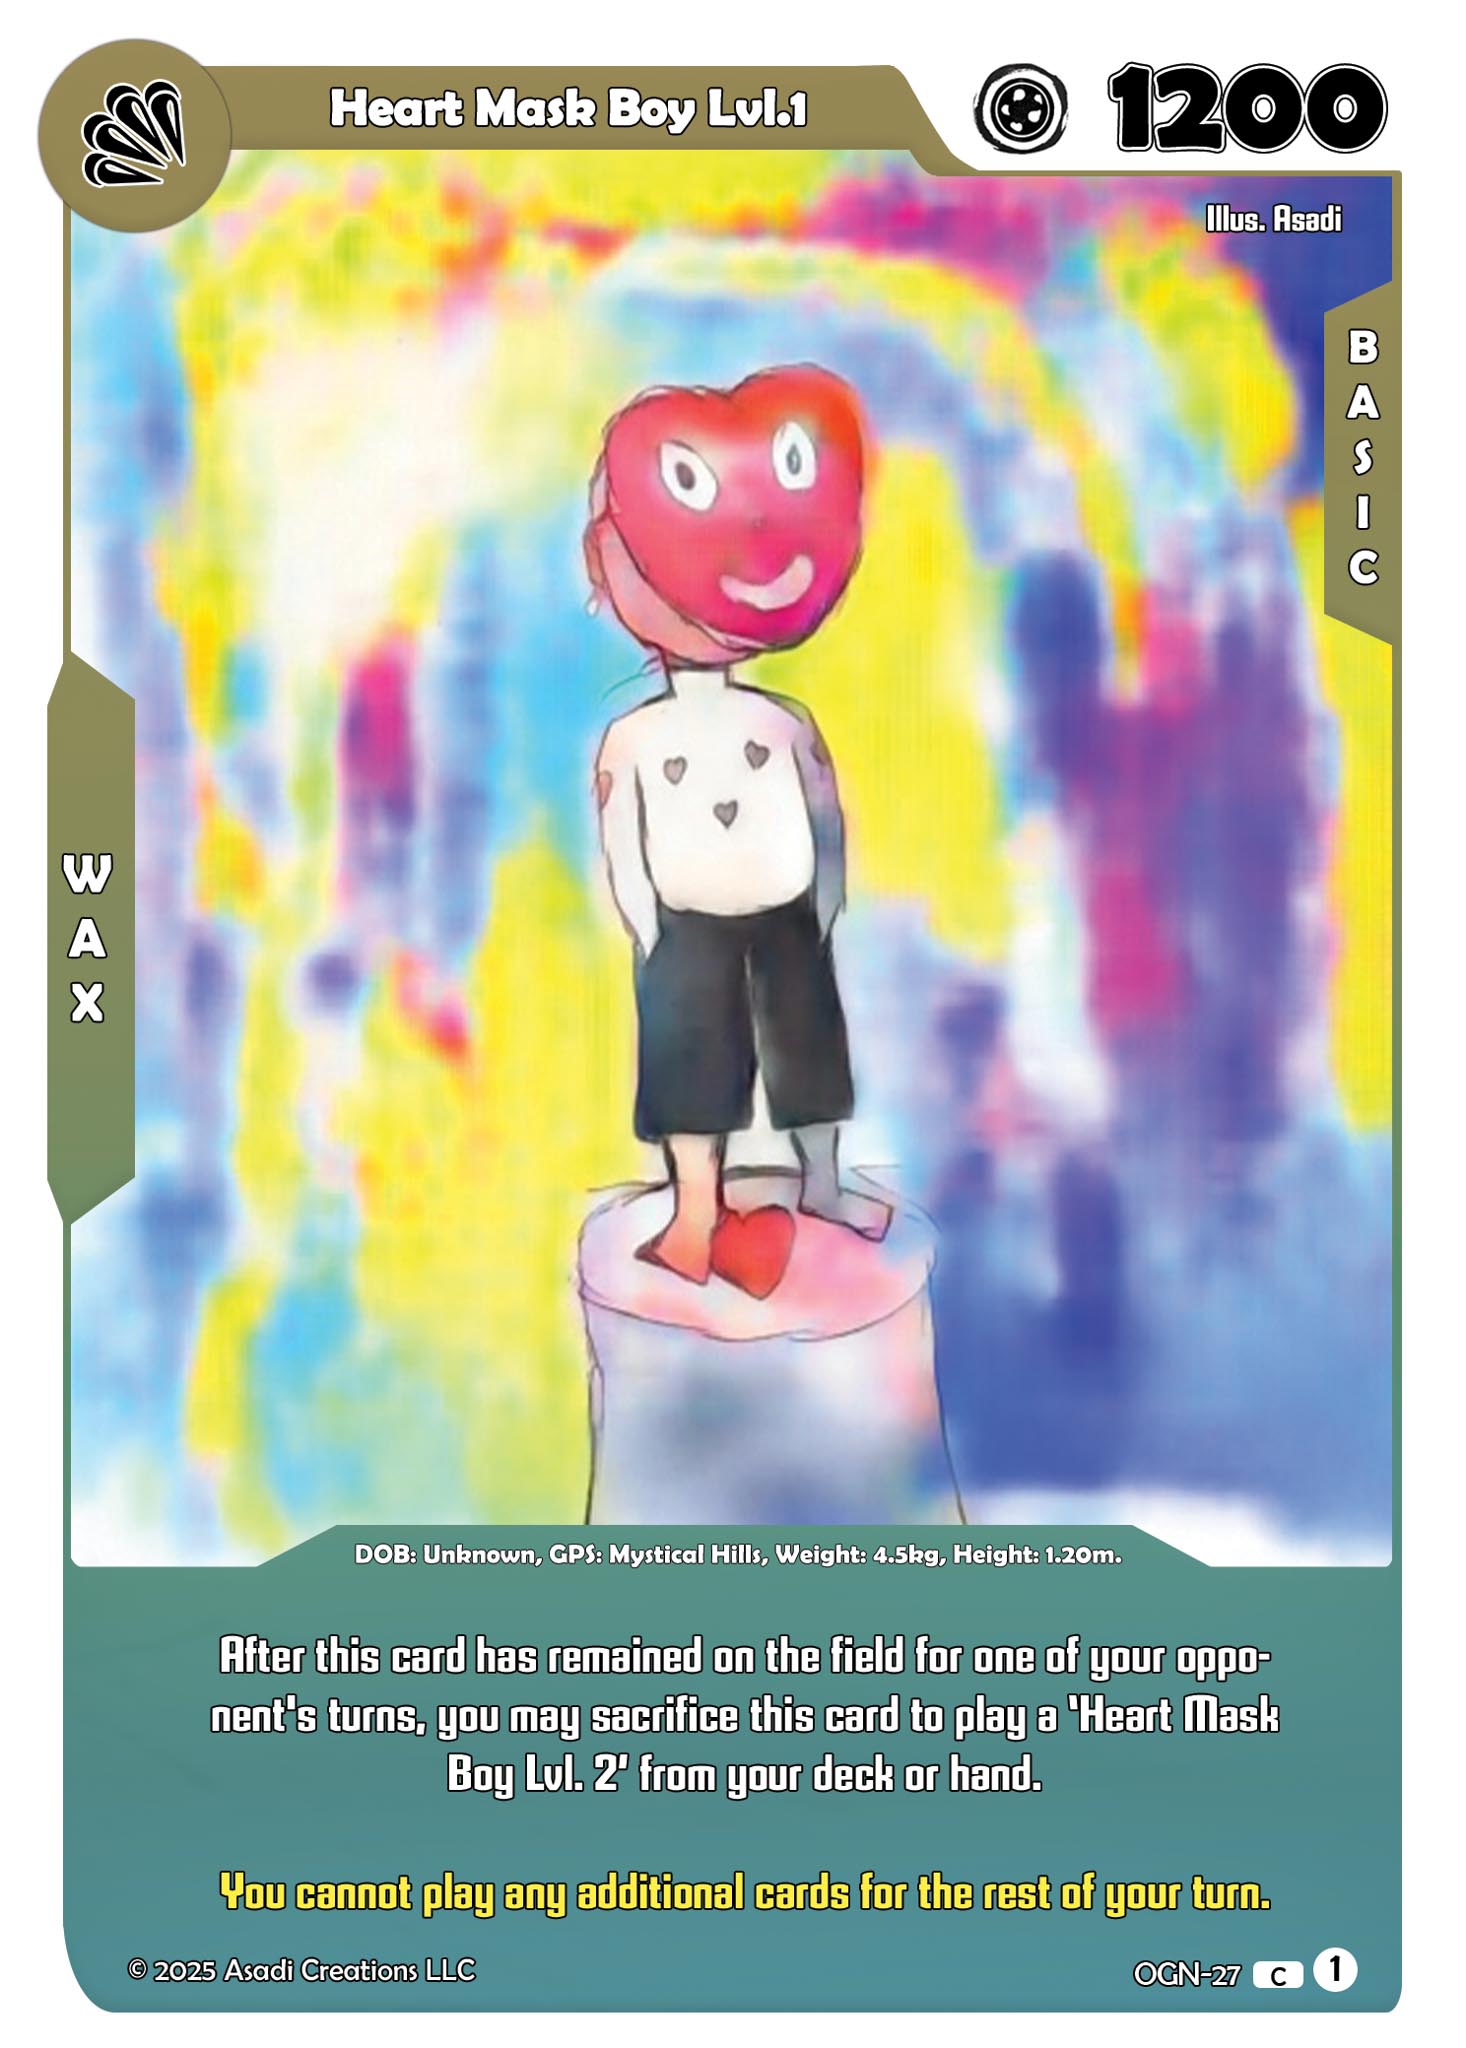 Heart Mask Boy Lvl.1
1200
Illus. Asadi
BASIC
WAX
DOB: Unknown, GPS: Mystical Hills, Weight: 4.5kg, Height: 1.20m.
After this card has remained on the field for one of your oppo-
nent's turns, you may sacrifice this card to play a ‘Heart Mask
Boy Lvl. 2’ from your deck or hand.
You cannot play any additional cards for the rest of your turn.
© 2025 Asadi Creations LLC
OGN-27 C 1